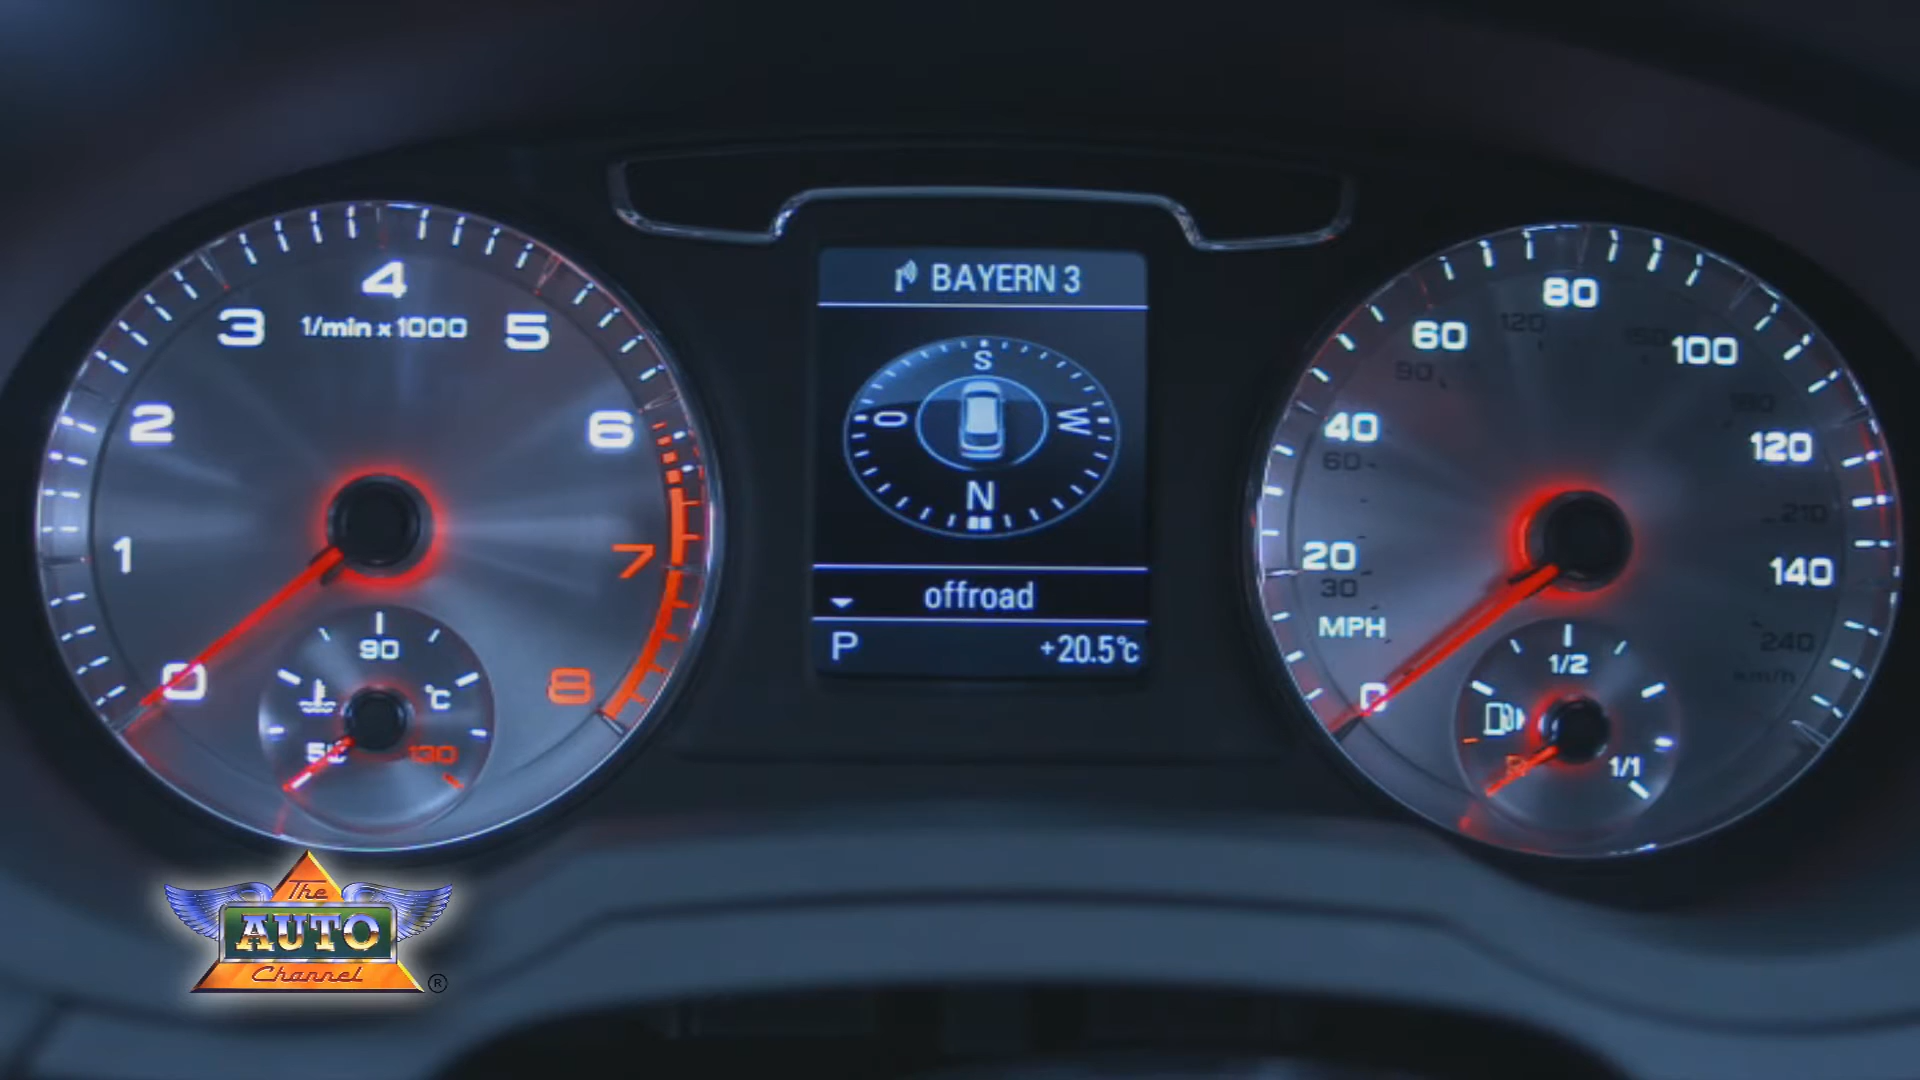 4
3
1/min x 1000
5
2
6
1
7
0
8
90
°C
50
130
BAYERN 3
S
O
W
N
offroad
P
+20.5°C
80
60
120
100
90
40
120
60
210
20
140
30
MPH
240
km/h
0
1/2
R
1/1
The
AUTO
Channel
®